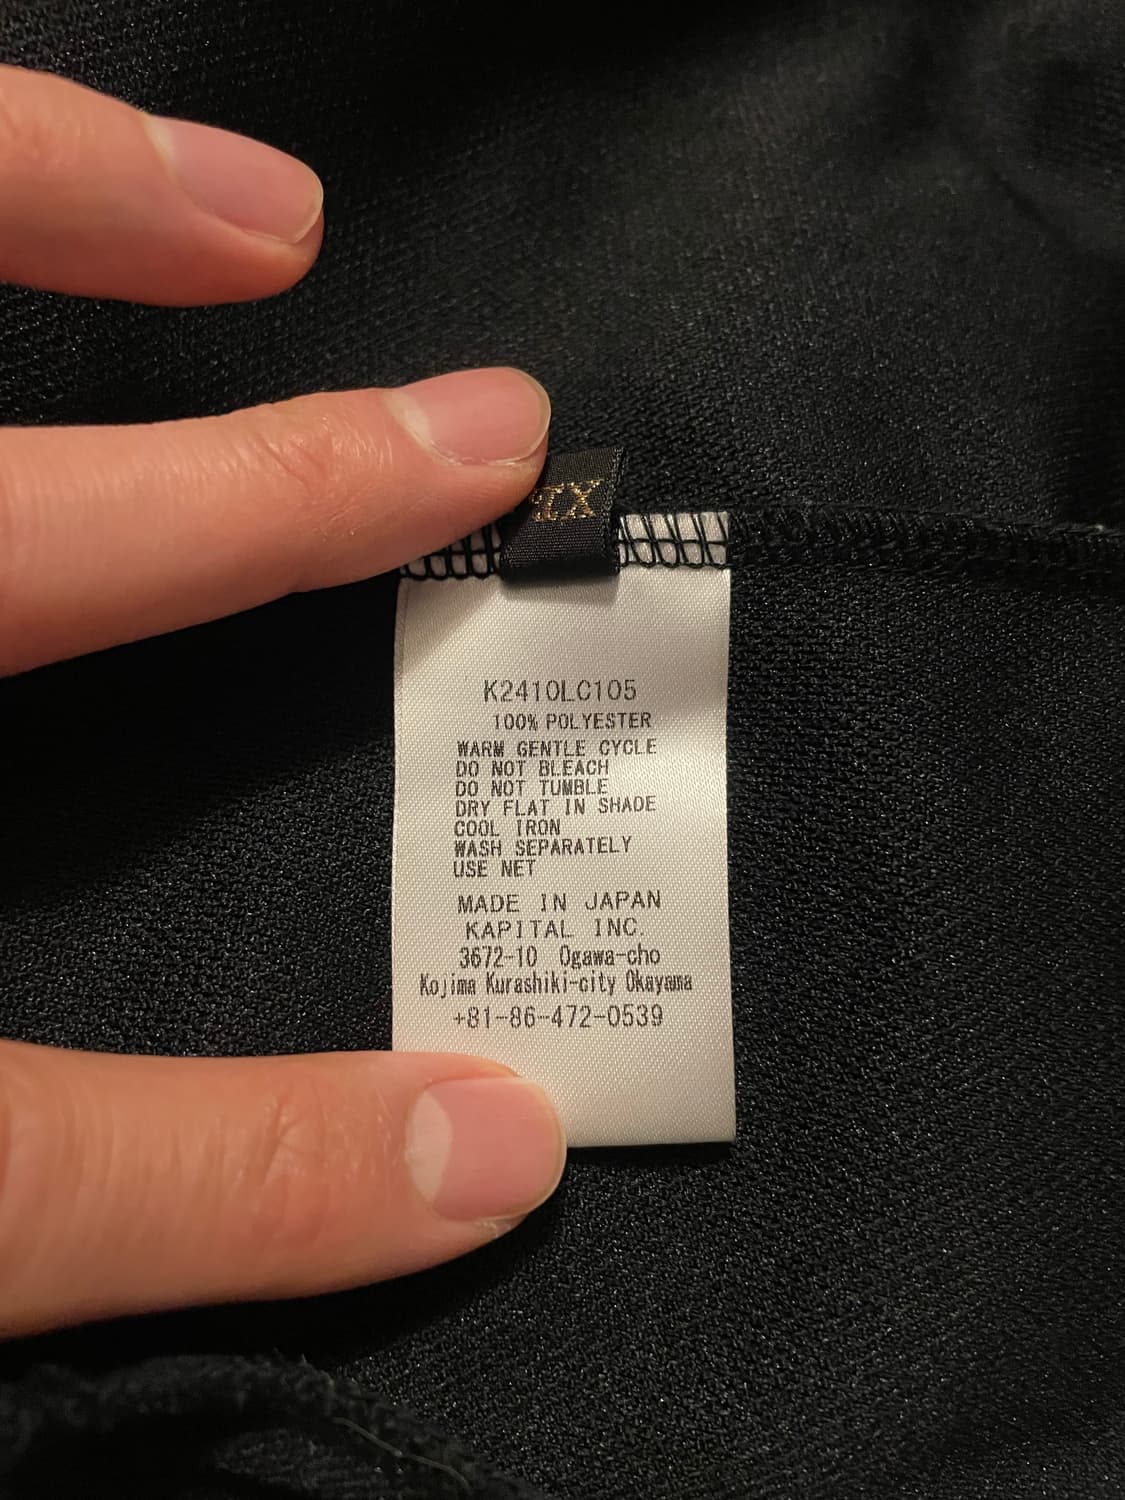 K2410LC105
100% POLYESTER
WARM GENTLE CYCLE
DO NOT BLEACH
DO NOT TUMBLE
DRY FLAT IN SHADE
COOL IRON
WASH SEPARATELY
USE NET
MADE IN JAPAN
KAPITAL INC.
3672-10 Ogawa-cho
Kojima Kurashiki-city Okayama
+81-86-472-0539